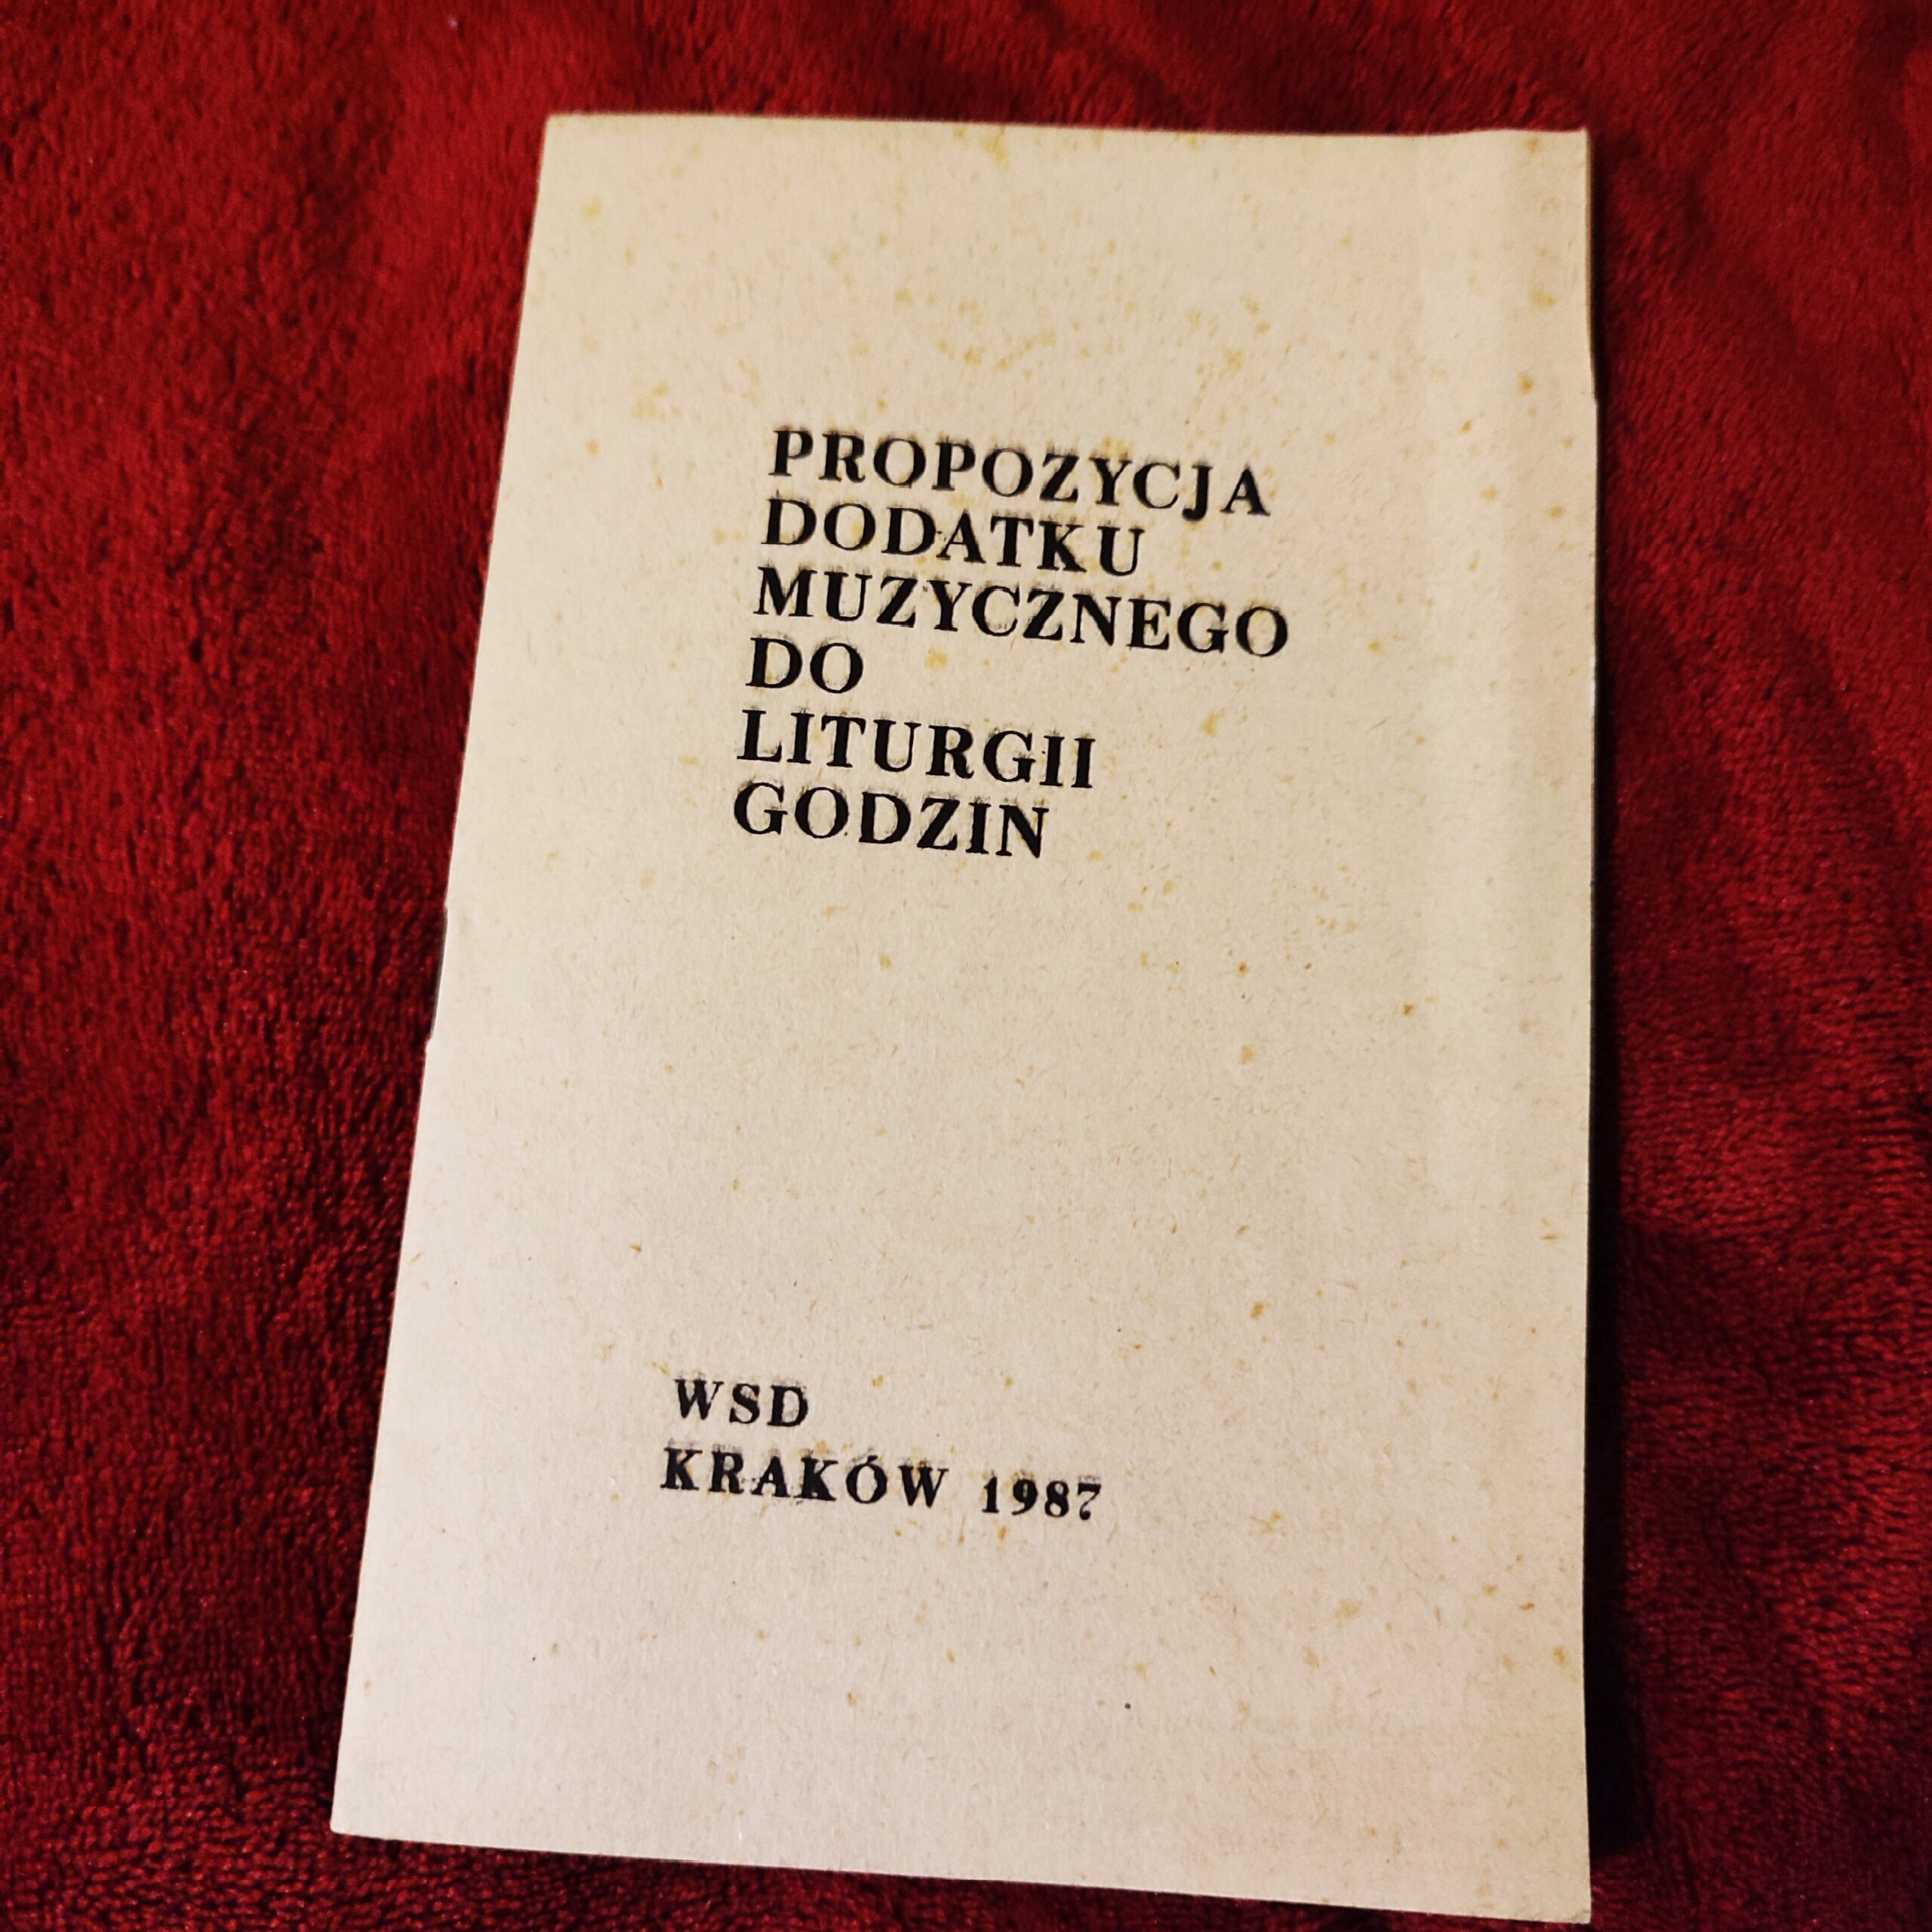 PROPOZYCJA
DODATKU
MUZYCZNEGO
DO
LITURGII
GODZIN
WSD
KRAKÓW 1987